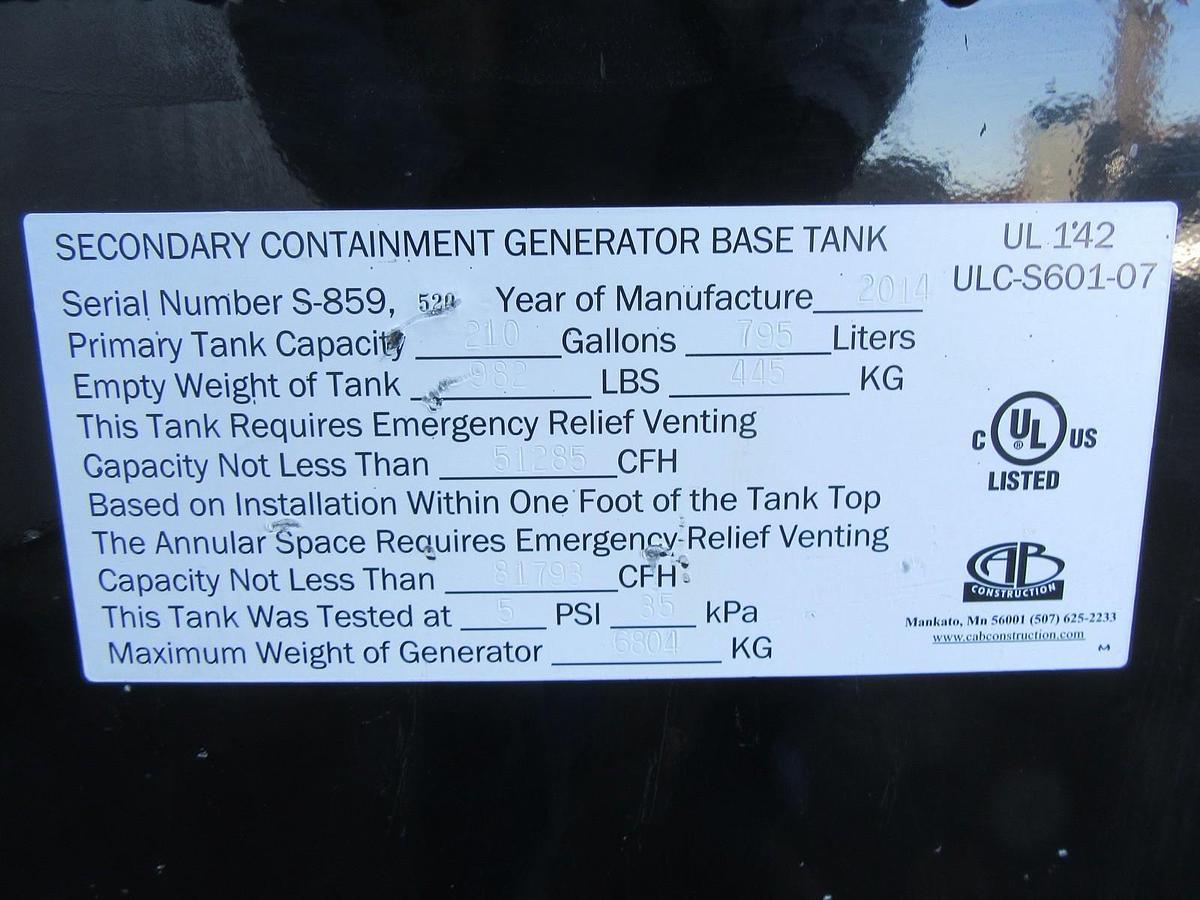 SECONDARY CONTAINMENT GENERATOR BASE TANK
UL 142
ULC-S601-07
Serial Number S-859, 520 Year of Manufacture 2014
Primary Tank Capacity 210 Gallons 795 Liters
Empty Weight of Tank 982 LBS 445 KG
This Tank Requires Emergency Relief Venting
Capacity Not Less Than 51285 CFH
Based on Installation Within One Foot of the Tank Top
The Annular Space Requires Emergency Relief Venting
Capacity Not Less Than 81793 CFH
This Tank Was Tested at 5 PSI 35 kPa
Maximum Weight of Generator 6804 KG
C UL ® US
LISTED
CAB
CONSTRUCTION
Mankato, Mn 56001 (507) 625-2233
www.cabconstruction.com
M